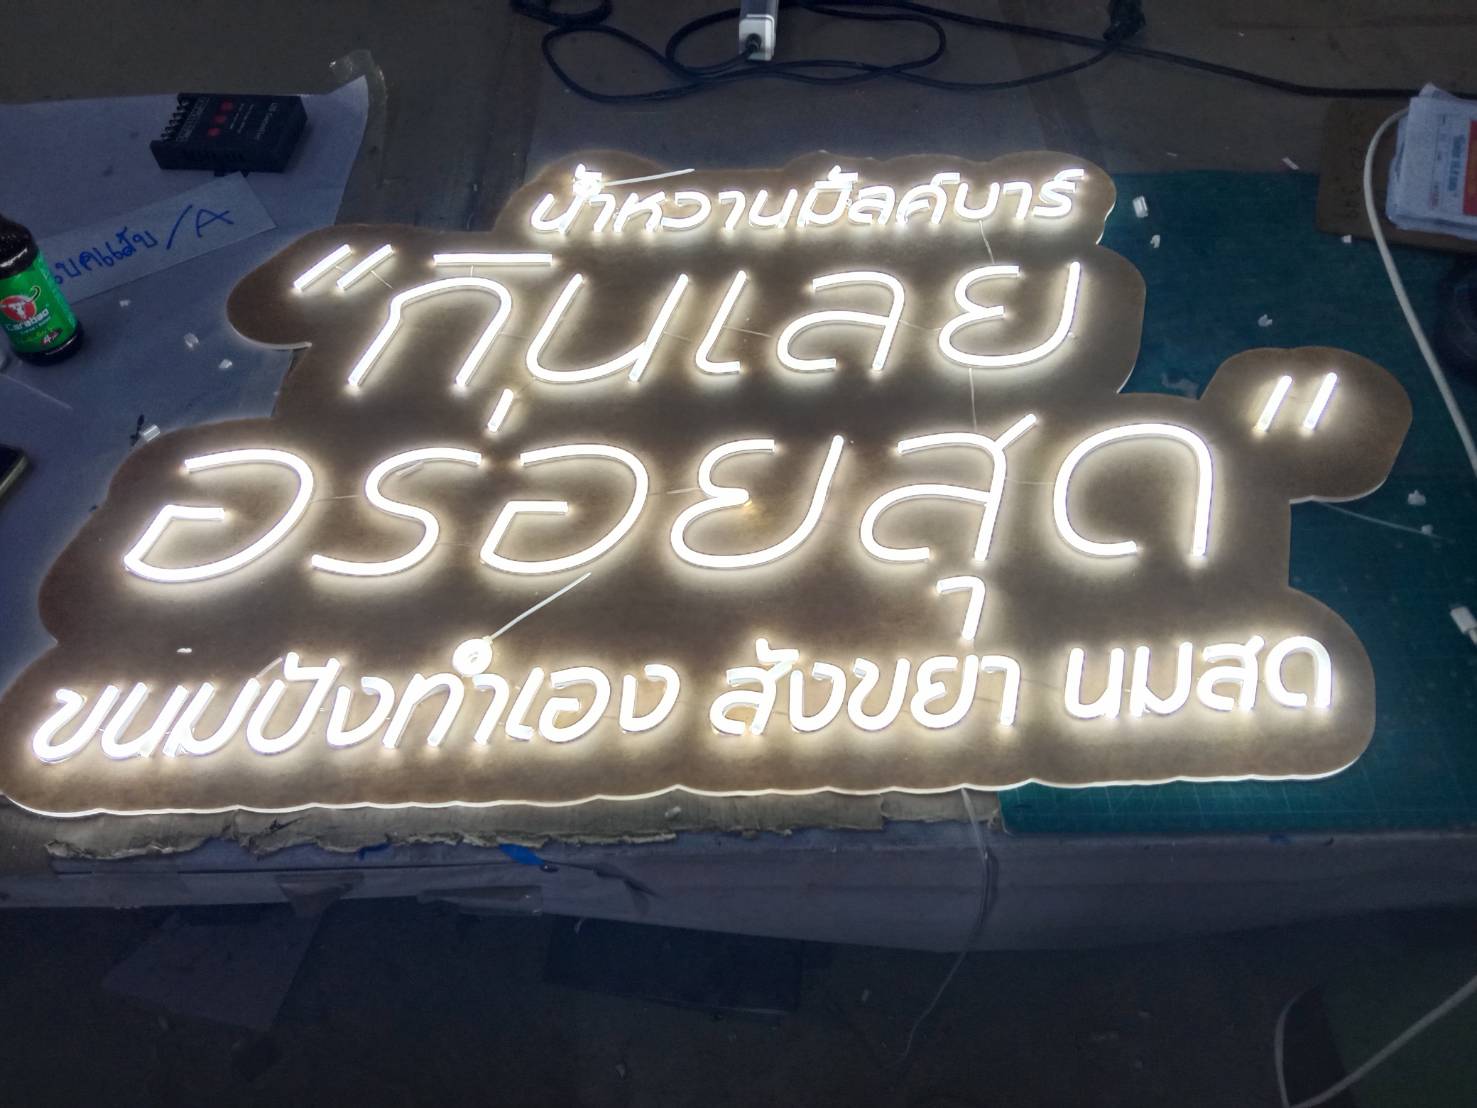 น้ำหวานมิ้ลค์บาร์
"กินเลย
อร่อยสุด"
ขนมปังทำเอง สังขยา นมสด
/A
Carabao